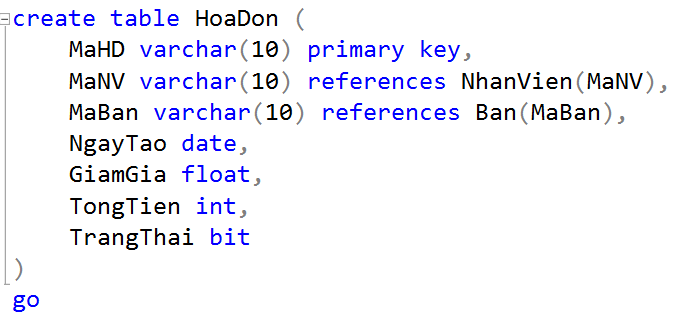 create table HoaDon (
    MaHD varchar(10) primary key,
    MaNV varchar(10) references NhanVien(MaNV),
    MaBan varchar(10) references Ban(MaBan),
    NgayTao date,
    GiamGia float,
    TongTien int,
    TrangThai bit
)
go